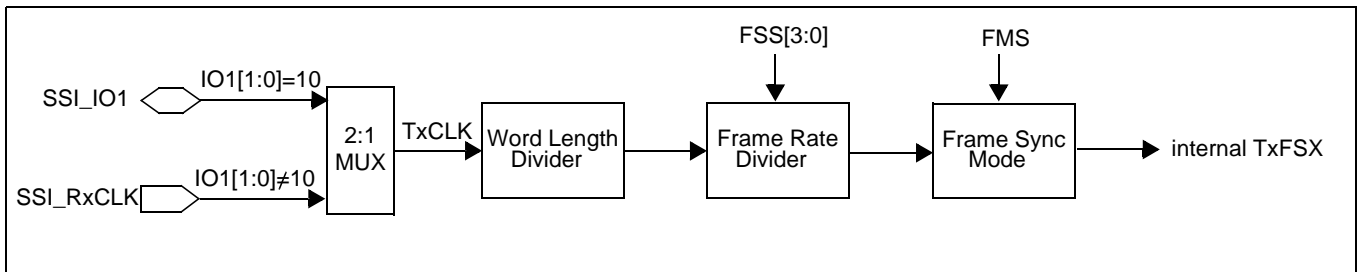 FSS[3:0]
FMS
SSI_IO1
IO1[1:0]=10
2:1
MUX
TxCLK
Word Length
Divider
Frame Rate
Divider
Frame Sync
Mode
internal TxFSX
SSI_RxCLK
IO1[1:0]≠10